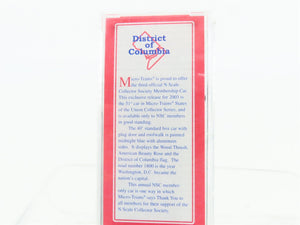 District
of
Columbia
Micro-Trains® is proud to offer
the third official N Scale
Collector Society Membership Car.
This exclusive release for 2003 is
the 51st car in Micro-Trains® States
of the Union Collector Series, and
is available only to NSC members
in good standing.
The 40' standard box car with
plug door and roofwalk is painted
midnight blue with aluminum
sides. It displays the Wood Thrush,
American Beauty Rose and the
District of Columbia flag. The
road number 1800 is the year
Washington, D.C. became the
nation's capital.
This annual NSC member
only car is one way in which
Micro-Trains® says Thank You to
all members for their support of the
N Scale Collector Society.